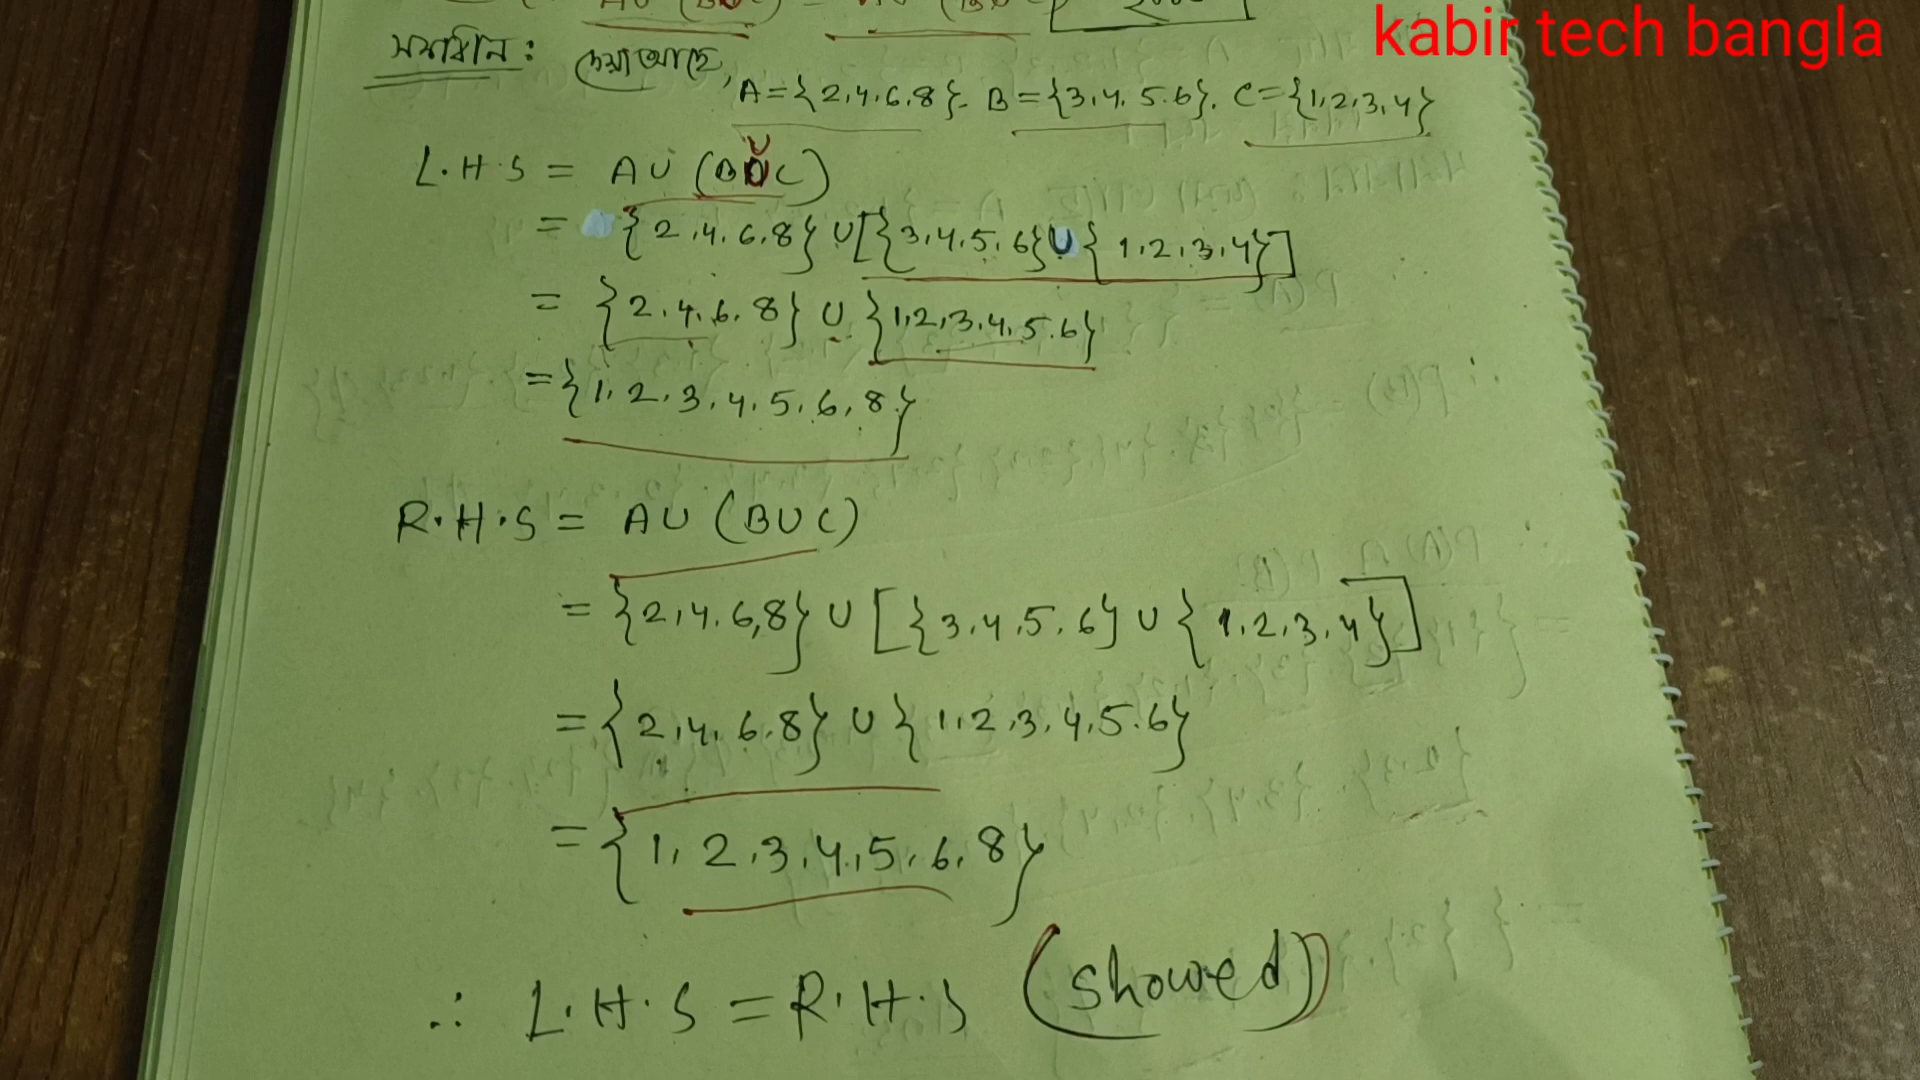 kabir tech bangla
সমাধান: দেয়া আছে,
A={2,4,6,8}. B={3,4,5,6}. C={1,2,3,4}
L.H.S = A∪(B∪C)
= {2,4,6,8}∪[{3,4,5,6}∪{1,2,3,4}]
= {2,4,6,8}∪{1,2,3,4,5,6}
={1,2,3,4,5,6,8}
R.H.S = A∪(B∪C)
= {2,4,6,8}∪[{3,4,5,6}∪{1,2,3,4}]
= {2,4,6,8}∪{1,2,3,4,5,6}
= {1,2,3,4,5,6,8}
∴ L.H.S = R.H.S (showed)